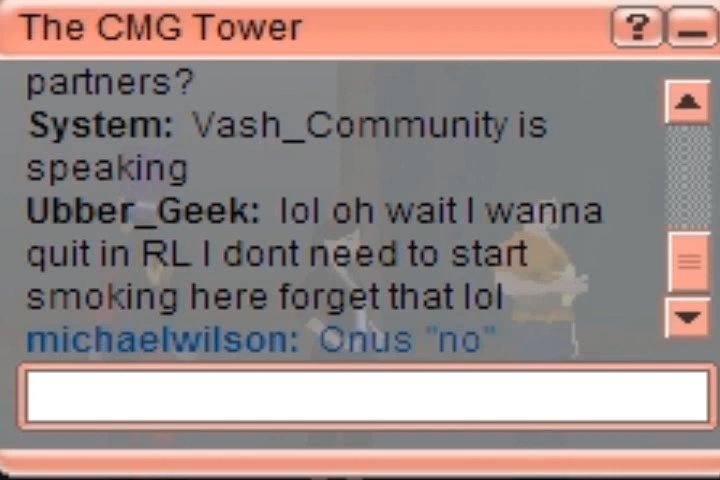 The CMG Tower
?
partners?
System: Vash_Community is
speaking
Ubber_Geek: lol oh wait I wanna
quit in RL I dont need to start
smoking here forget that lol
michaelwilson: Onus "no"